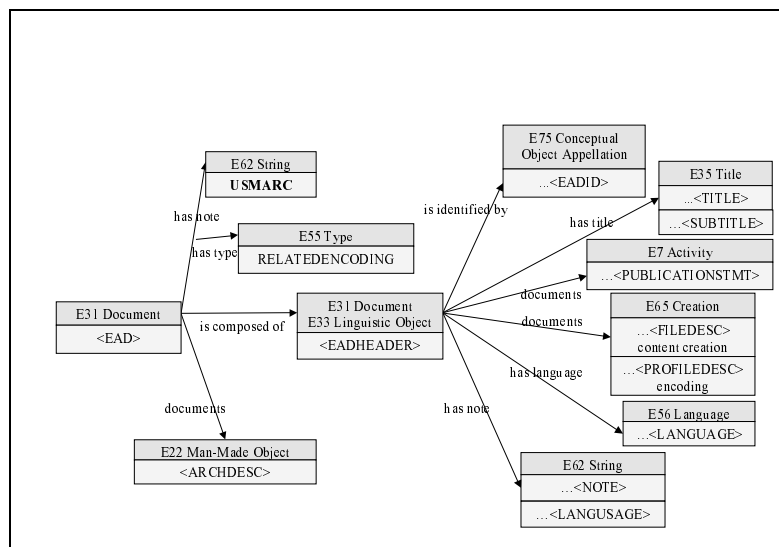 E75 Conceptual
Object Appellation
…<EADID>
E62 String
USMARC
E35 Title
...<TITLE>
…<SUBTITLE>
is identified by
has note
has title
E55 Type
RELATEDENCODING
has type
E7 Activity
…<PUBLICATIONSTMT>
documents
E31 Document
<EAD>
is composed of
E31 Document
E33 Linguistic Object
<EADHEADER>
documents
E65 Creation
…<FILEDESC>
content creation
…<PROFILEDESC>
encoding
has language
documents
has note
E56 Language
…<LANGUAGE>
E22 Man-Made Object
<ARCHDESC>
E62 String
…<NOTE>
…<LANGUSAGE>